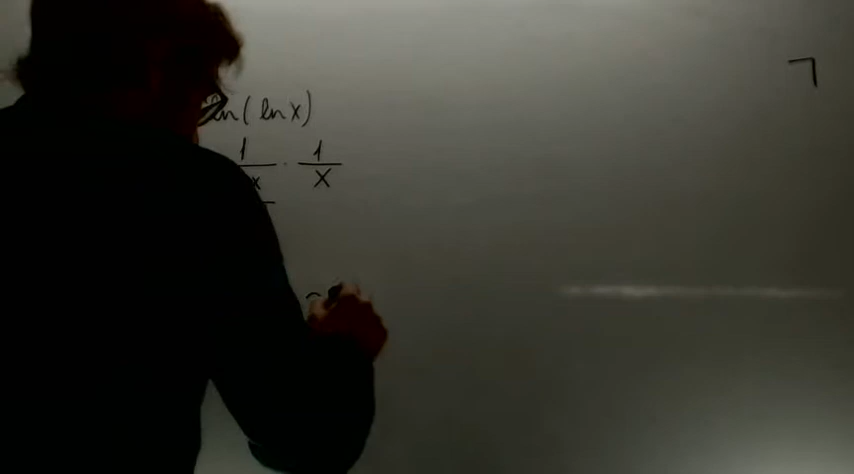 ln(ln x)
1 · 1
x x